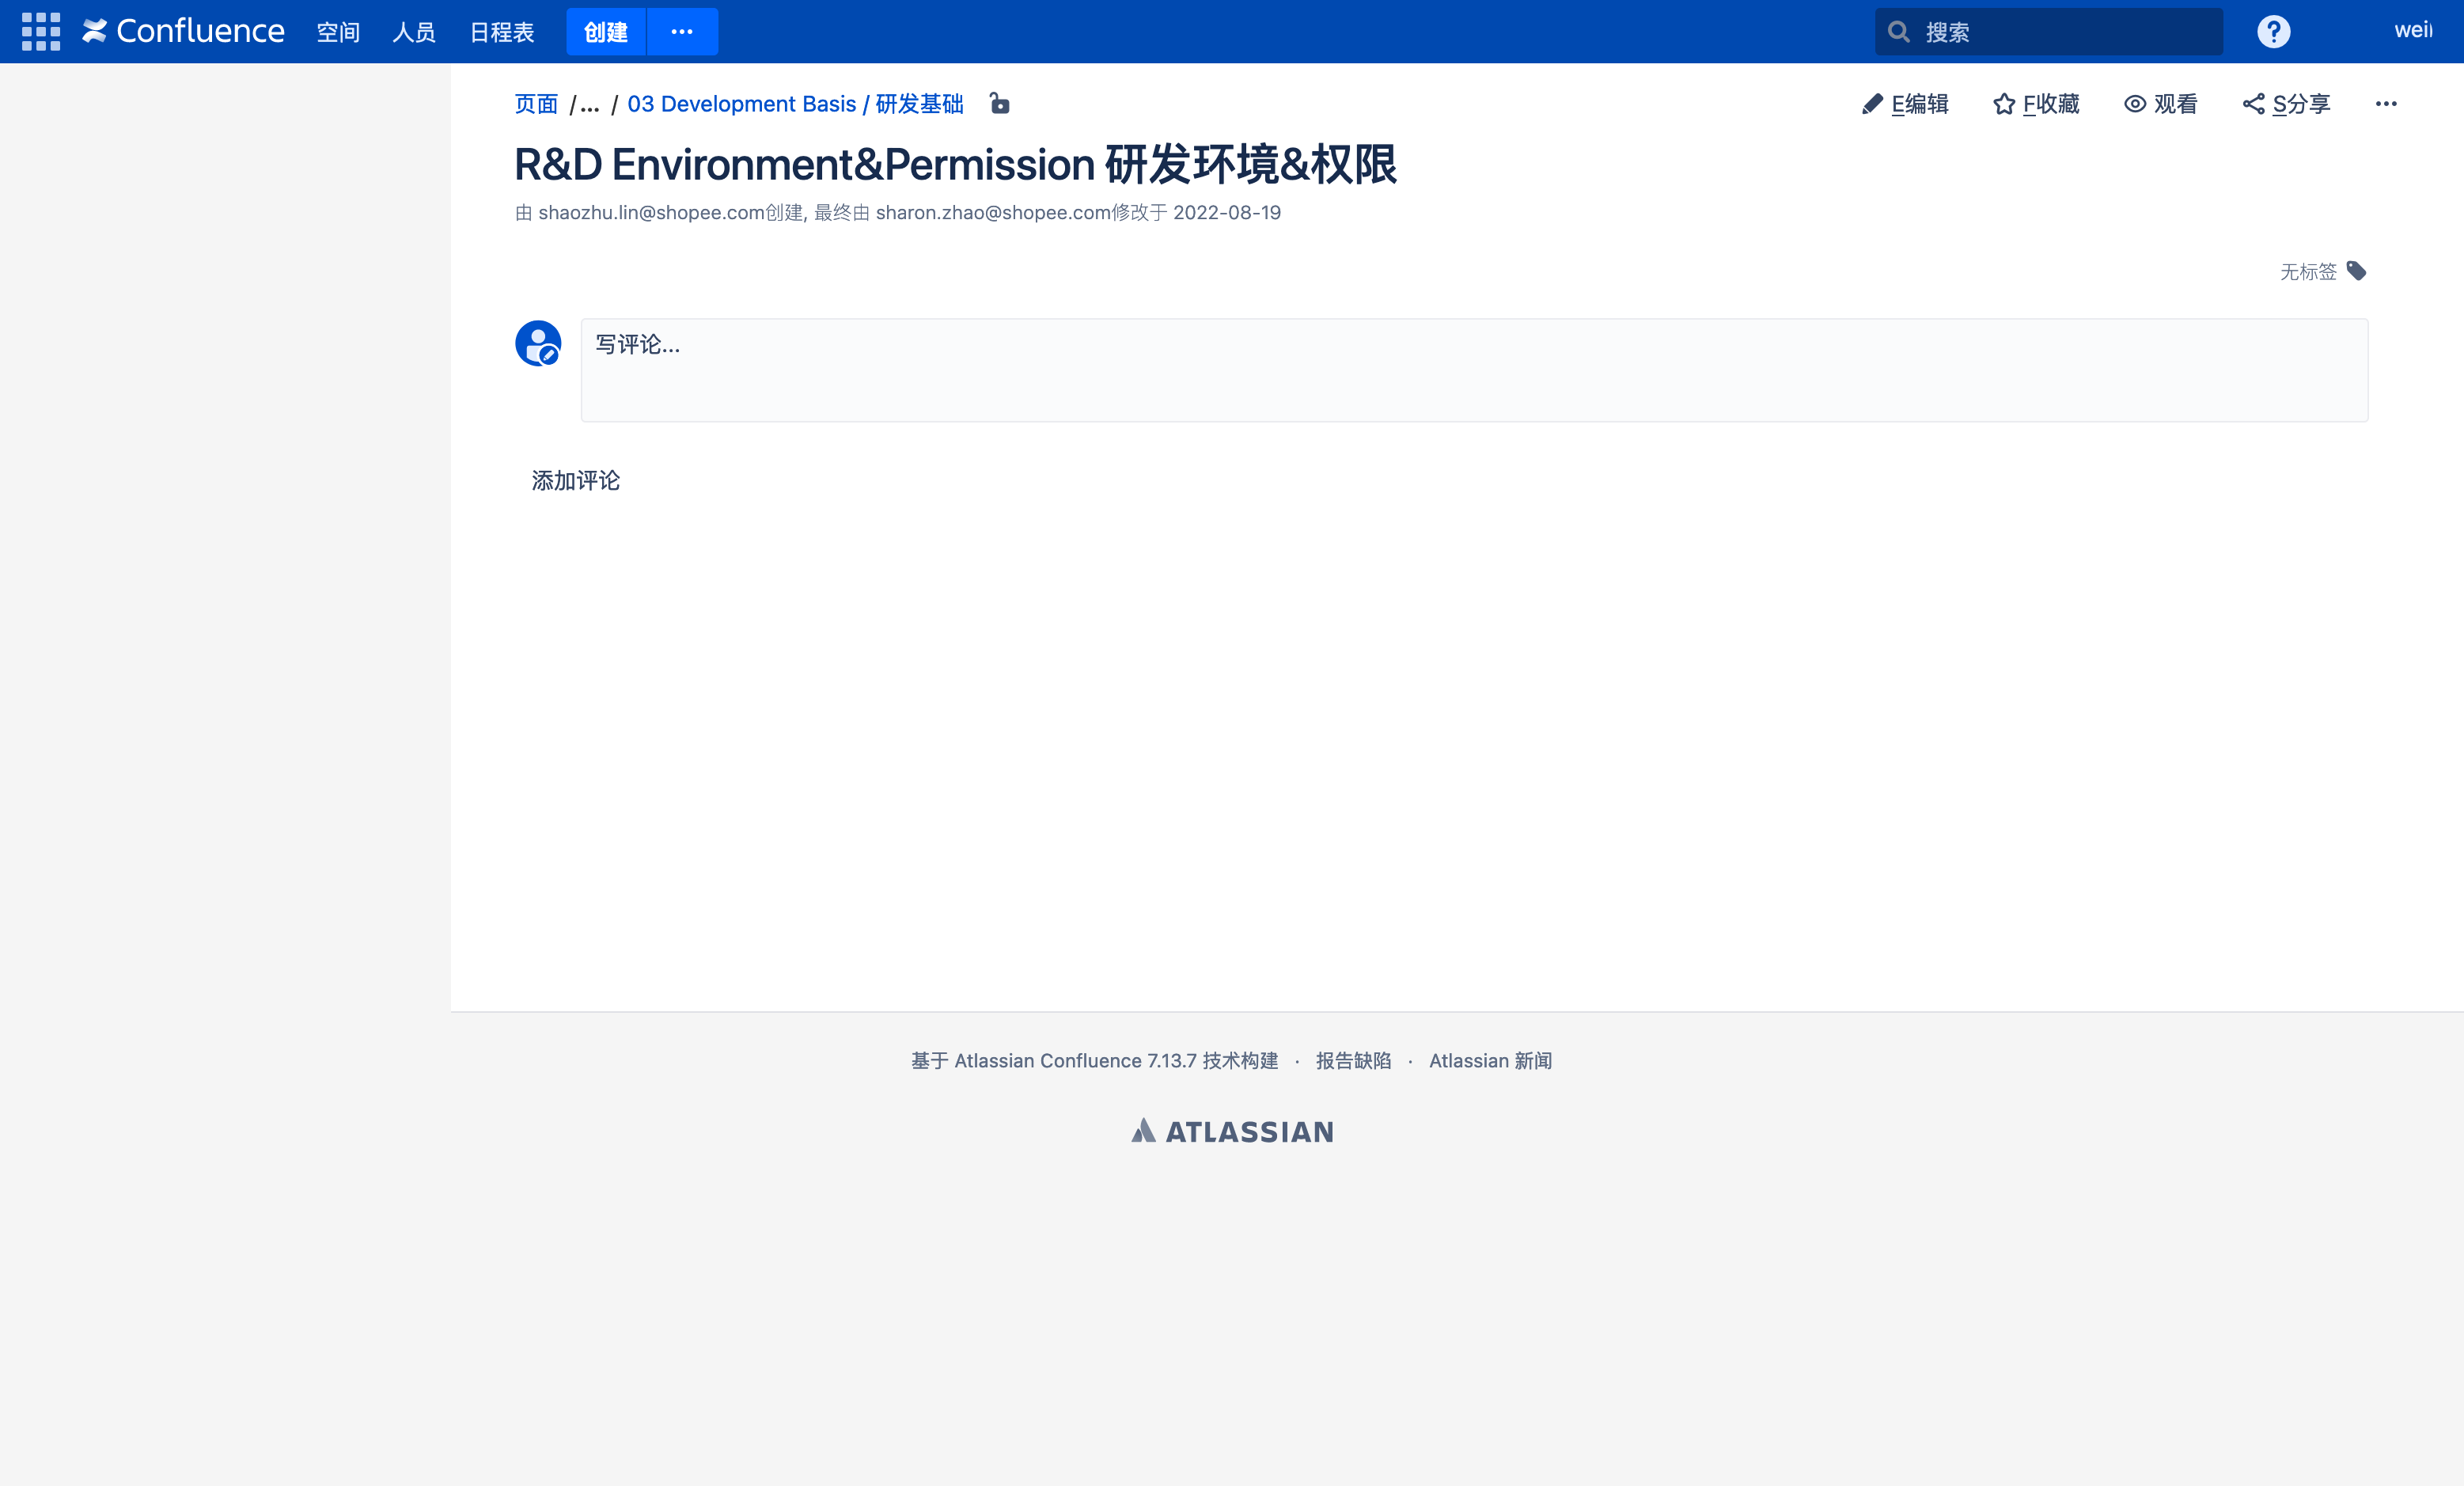 Confluence 空间 人员 日程表 创建 ··· 搜索 ?
页面 /... / 03 Development Basis / 研发基础 E编辑 F收藏 观看 S分享 ···
R&D Environment&Permission 研发环境&权限
由 shaozhu.lin@shopee.com创建, 最终由 sharon.zhao@shopee.com修改于 2022-08-19
无标签
写评论...
添加评论
基于 Atlassian Confluence 7.13.7 技术构建 · 报告缺陷 · Atlassian 新闻
ATLASSIAN